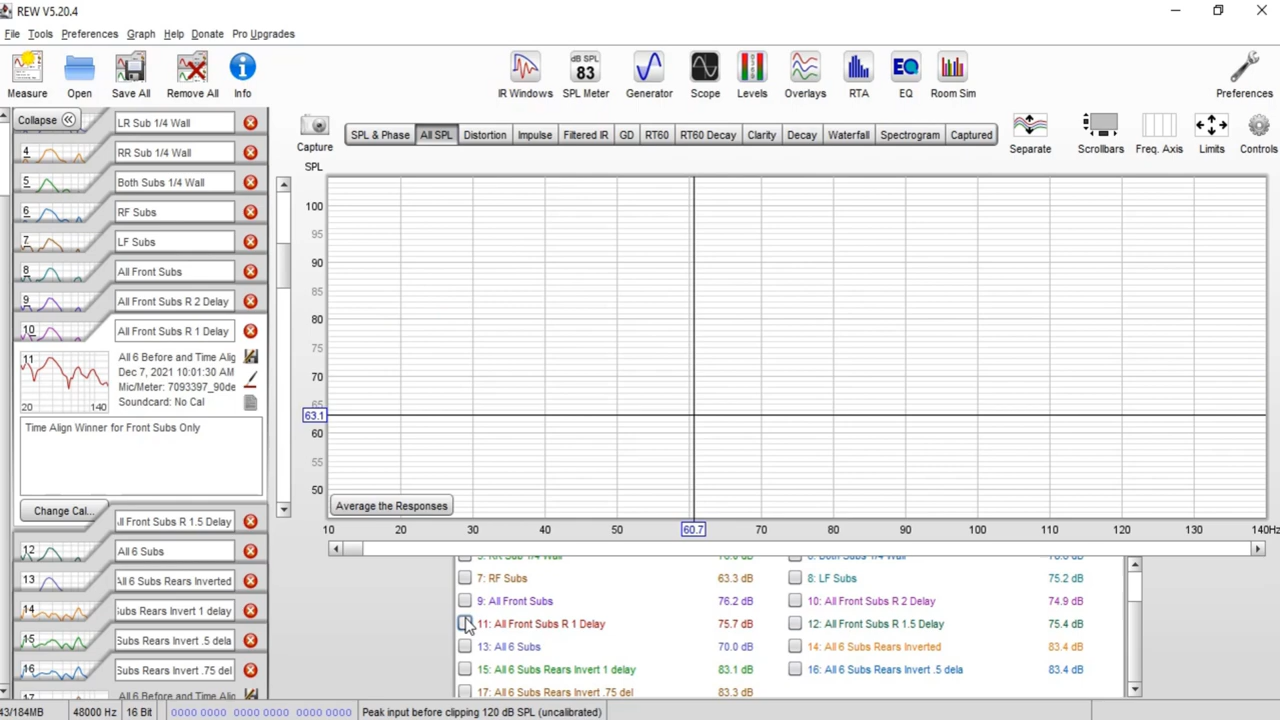 REW V5.20.4
File Tools Preferences Graph Help Donate Pro Upgrades
dB SPL
83
EQ
Measure Open Save All Remove All Info IR Windows SPL Meter Generator Scope Levels Overlays RTA EQ Room Sim Preferences
Collapse
Capture
SPL & Phase All SPL Distortion Impulse Filtered IR GD RT60 RT60 Decay Clarity Decay Waterfall Spectrogram Captured
Separate Scrollbars Freq. Axis Limits Controls
LR Sub 1/4 Wall
4 RR Sub 1/4 Wall
5 Both Subs 1/4 Wall
6 RF Subs
7 LF Subs
8 All Front Subs
9 All Front Subs R 2 Delay
10 All Front Subs R 1 Delay
11 All 6 Before and Time Alig
Dec 7, 2021 10:01:30 AM
Mic/Meter: 7093397_90de
Soundcard: No Cal
20 140
Time Align Winner for Front Subs Only
Change Cal...
ll Front Subs R 1.5 Delay
12 All 6 Subs
13 All 6 Subs Rears Inverted
14 Subs Rears Invert 1 delay
15 Subs Rears Invert .5 dela
16 Subs Rears Invert .75 del
17 All 6 Before and Time Alig
SPL
100
95
90
85
80
75
70
65
63.1
60
55
50
Average the Responses
10 20 30 40 50 60.7 70 80 90 100 110 120 130 140Hz
7: RF Subs 63.3 dB 8: LF Subs 75.2 dB
9: All Front Subs 76.2 dB 10: All Front Subs R 2 Delay 74.9 dB
11: All Front Subs R 1 Delay 75.7 dB 12: All Front Subs R 1.5 Delay 75.4 dB
13: All 6 Subs 70.0 dB 14: All 6 Subs Rears Inverted 83.4 dB
15: All 6 Subs Rears Invert 1 delay 83.1 dB 16: All 6 Subs Rears Invert .5 dela 83.4 dB
17: All 6 Subs Rears Invert .75 del 83.3 dB
43/184MB 48000 Hz 16 Bit 0000 0000 0000 0000 0000 0000 Peak input before clipping 120 dB SPL (uncalibrated)